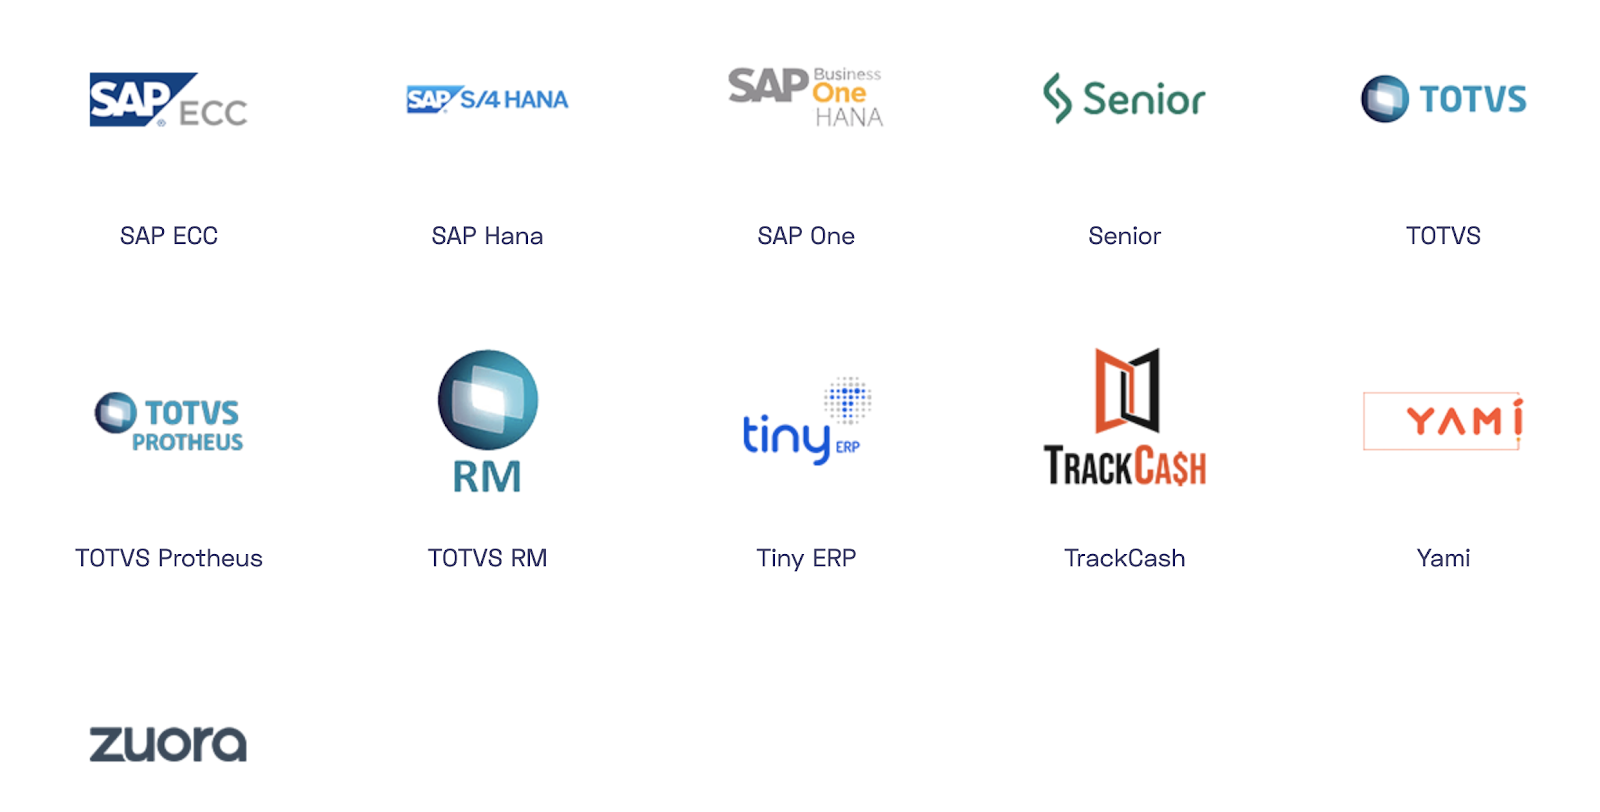 SAP ECC
SAP S/4 HANA
SAP Business One HANA
Senior
TOTVS
SAP ECC
SAP Hana
SAP One
Senior
TOTVS
TOTVS PROTHEUS
RM
tiny ERP
TRACKCA$H
YAMÍ
TOTVS Protheus
TOTVS RM
Tiny ERP
TrackCash
Yami
zuora